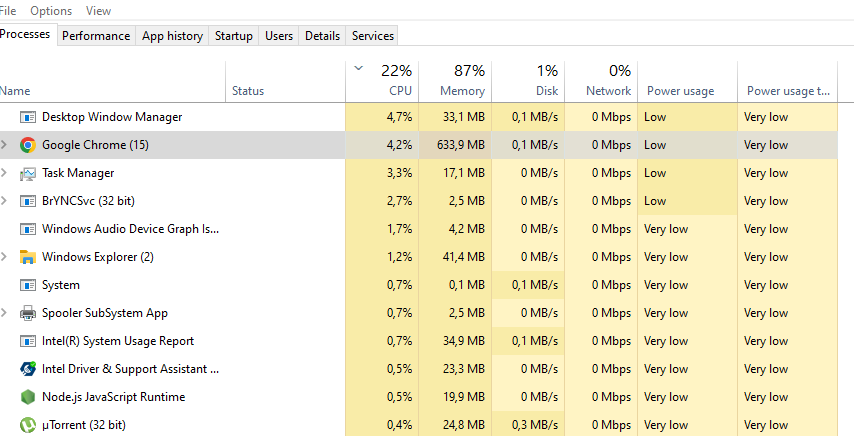 File Options View
Processes Performance App history Startup Users Details Services
22% 87% 1% 0%
Name Status CPU Memory Disk Network Power usage Power usage t...
Desktop Window Manager 4,7% 33,1 MB 0,1 MB/s 0 Mbps Low Very low
Google Chrome (15) 4,2% 633,9 MB 0,1 MB/s 0 Mbps Low Very low
Task Manager 3,3% 17,1 MB 0 MB/s 0 Mbps Low Very low
BrYNCSvc (32 bit) 2,7% 2,5 MB 0 MB/s 0 Mbps Low Very low
Windows Audio Device Graph Is... 1,7% 4,2 MB 0 MB/s 0 Mbps Very low Very low
Windows Explorer (2) 1,2% 41,4 MB 0 MB/s 0 Mbps Very low Very low
System 0,7% 0,1 MB 0,1 MB/s 0 Mbps Very low Very low
Spooler SubSystem App 0,7% 2,5 MB 0 MB/s 0 Mbps Very low Very low
Intel(R) System Usage Report 0,7% 34,9 MB 0,1 MB/s 0 Mbps Very low Very low
Intel Driver & Support Assistant ... 0,5% 23,3 MB 0 MB/s 0 Mbps Very low Very low
Node.js JavaScript Runtime 0,5% 19,9 MB 0 MB/s 0 Mbps Very low Very low
µTorrent (32 bit) 0,4% 24,8 MB 0,3 MB/s 0 Mbps Very low Very low